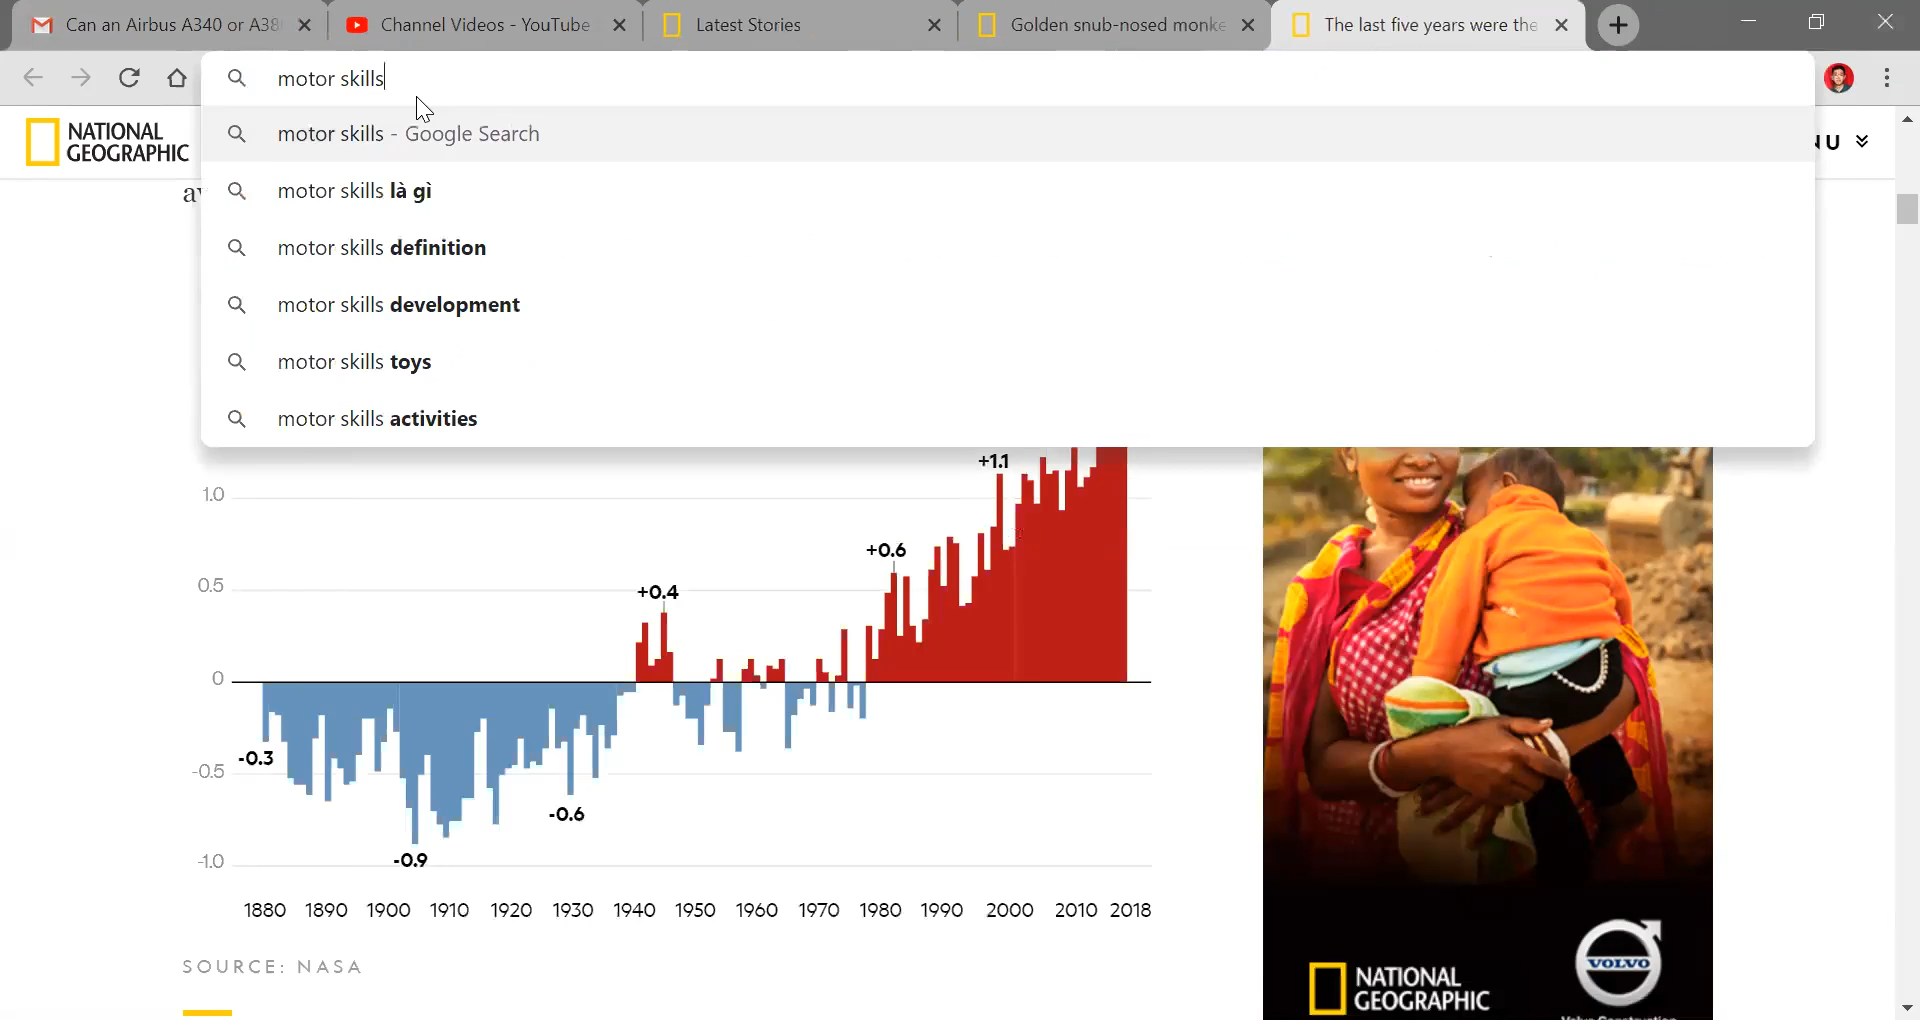 Can an Airbus A340 or A38
Channel Videos - YouTube
Latest Stories
Golden snub-nosed monke
The last five years were the
motor skills
NATIONAL
GEOGRAPHIC
motor skills - Google Search
NU
motor skills là gì
motor skills definition
motor skills development
motor skills toys
motor skills activities
+1.1
1.0
+0.6
0.5
+0.4
0
-0.3
-0.5
-0.6
-0.9
-1.0
1880 1890 1900 1910 1920 1930 1940 1950 1960 1970 1980 1990 2000 2010 2018
SOURCE: NASA
VOLVO
NATIONAL
GEOGRAPHIC